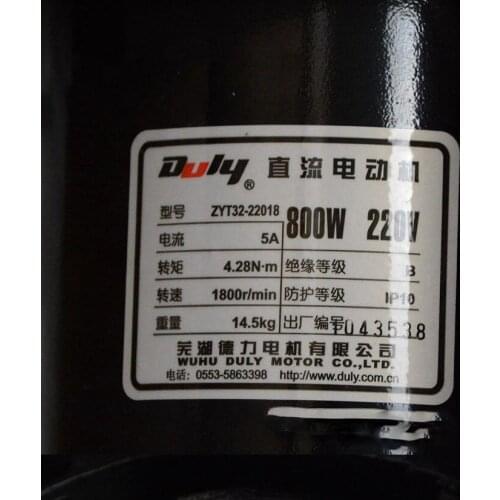 Duly® 直流电动机
型号 ZYT32-22018 800W 220V
电流 5A
转矩 4.28N·m 绝缘等级 B
转速 1800r/min 防护等级 IP10
重量 14.5kg 出厂编号 1043538
芜湖德力电机有限公司
WUHU DULY MOTOR CO.,LTD.
电话: 0553-5863398 http://www.duly.com.cn